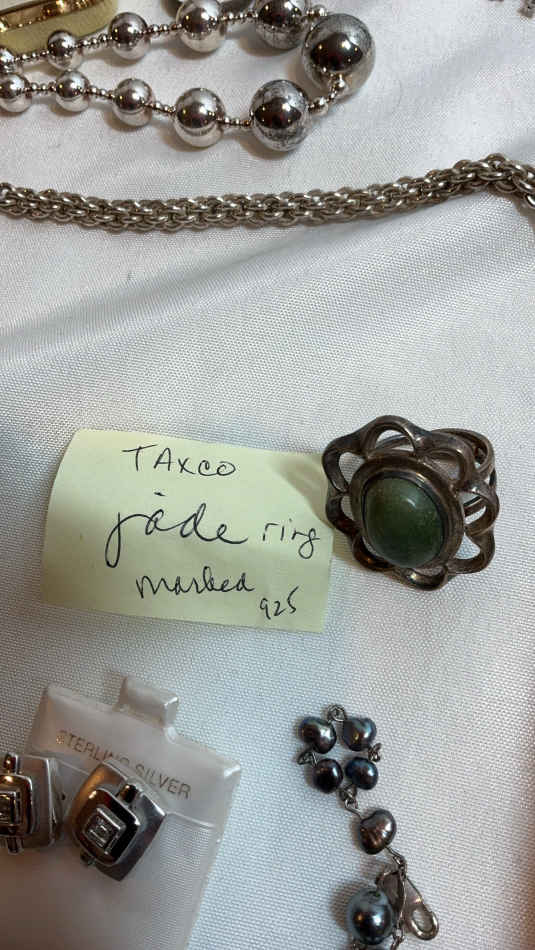 TAXCO
jade ring
marked
925
STERLING SILVER